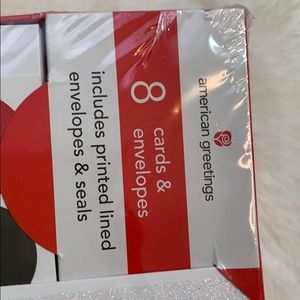 american greetings
8
cards &
envelopes
includes printed lined
envelopes & seals